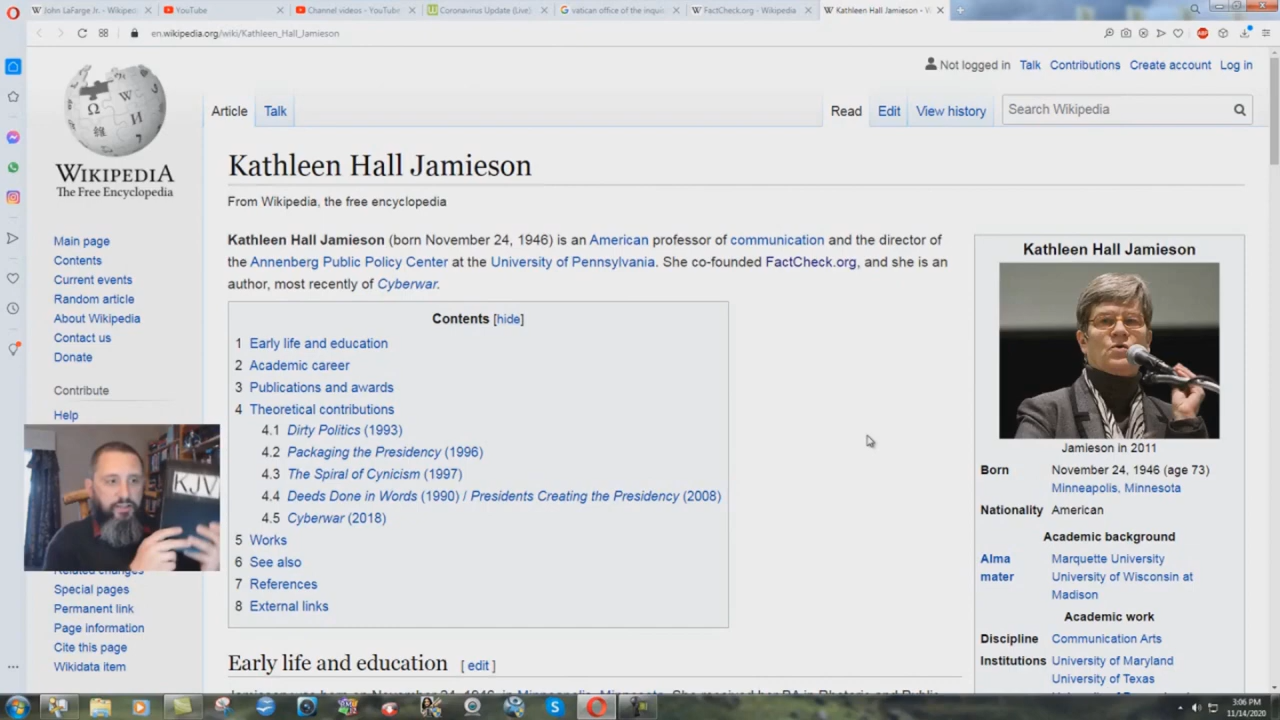 John LaFarge Jr. - Wikiped
YouTube
Channel videos - YouTube
Coronavirus Update (Live)
vatican office of the inquis
FactCheck.org - Wikipedia
Kathleen Hall Jamieson - W
en.wikipedia.org/wiki/Kathleen_Hall_Jamieson
Not logged in Talk Contributions Create account Log in
Article Talk Read Edit View history Search Wikipedia
WIKIPEDIA
The Free Encyclopedia
Main page
Contents
Current events
Random article
About Wikipedia
Contact us
Donate
Contribute
Help
KJV
Related changes
Special pages
Permanent link
Page information
Cite this page
Wikidata item
Kathleen Hall Jamieson
From Wikipedia, the free encyclopedia
Kathleen Hall Jamieson (born November 24, 1946) is an American professor of communication and the director of
the Annenberg Public Policy Center at the University of Pennsylvania. She co-founded FactCheck.org, and she is an
author, most recently of Cyberwar.
Contents [hide]
1 Early life and education
2 Academic career
3 Publications and awards
4 Theoretical contributions
4.1 Dirty Politics (1993)
4.2 Packaging the Presidency (1996)
4.3 The Spiral of Cynicism (1997)
4.4 Deeds Done in Words (1990) / Presidents Creating the Presidency (2008)
4.5 Cyberwar (2018)
5 Works
6 See also
7 References
8 External links
Early life and education [ edit ]
Kathleen Hall Jamieson
Jamieson in 2011
Born November 24, 1946 (age 73)
Minneapolis, Minnesota
Nationality American
Academic background
Alma mater Marquette University
University of Wisconsin at
Madison
Academic work
Discipline Communication Arts
Institutions University of Maryland
University of Texas
3:06 PM
11/14/2020